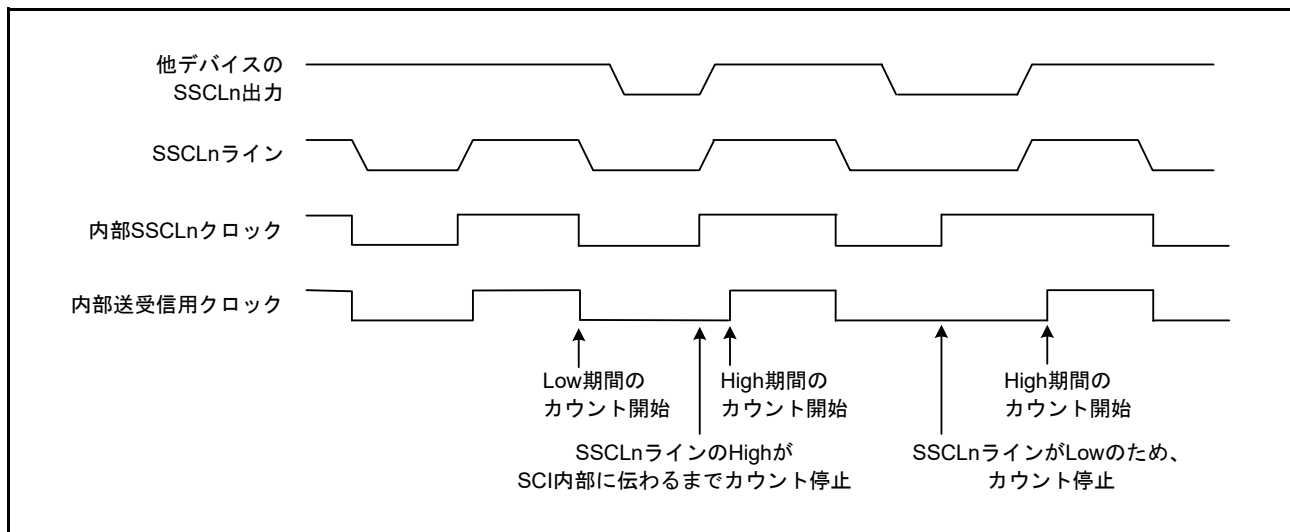 他デバイスの
SSCLn出力
SSCLnライン
内部SSCLnクロック
内部送受信用クロック
Low期間の
カウント開始
High期間の
カウント開始
High期間の
カウント開始
SSCLnラインのHighが
SCI内部に伝わるまでカウント停止
SSCLnラインがLowのため、
カウント停止